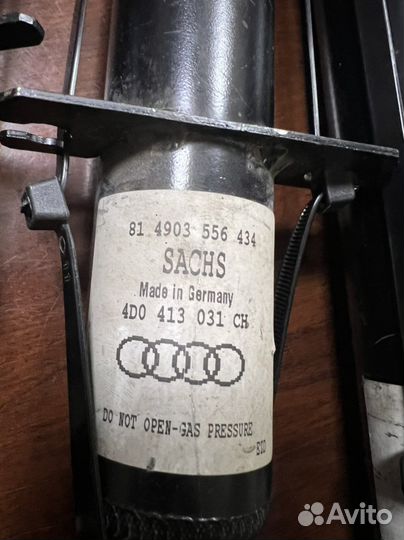 81 4903 556 434
SACHS
Made in Germany
4D0 413 031 CH
DO NOT OPEN-GAS PRESSURE
Avito